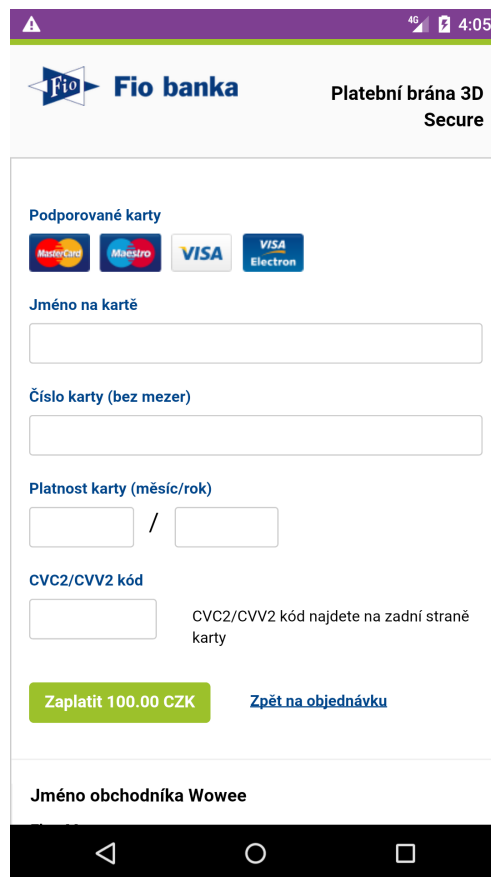 4G
4:05
Fio
Fio banka
Platební brána 3D
Secure
Podporované karty
MasterCard
Maestro
VISA
VISA
Electron
Jméno na kartě
Číslo karty (bez mezer)
Platnost karty (měsíc/rok)
/
CVC2/CVV2 kód
CVC2/CVV2 kód najdete na zadní straně
karty
Zaplatit 100.00 CZK
Zpět na objednávku
Jméno obchodníka Wowee